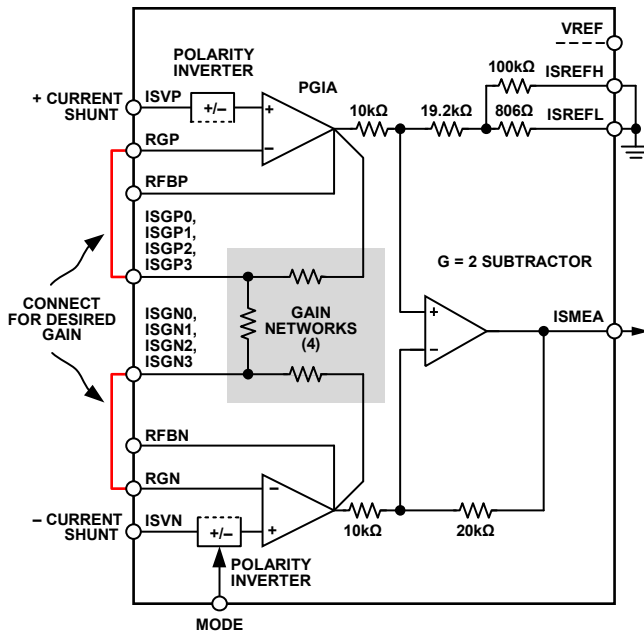 VREF
POLARITY
INVERTER
ISVP
+/–
PGIA
100kΩ
ISREFH
+ CURRENT
SHUNT
+
10kΩ
19.2kΩ
806Ω
ISREFL
RGP
–
RFBP
ISGP0,
ISGP1,
ISGP2,
ISGP3
G = 2 SUBTRACTOR
CONNECT
FOR DESIRED
GAIN
GAIN
NETWORKS
(4)
+
–
ISMEA
ISGN0,
ISGN1,
ISGN2,
ISGN3
RFBN
RGN
–
– CURRENT
SHUNT
ISVN
+/–
+
10kΩ
20kΩ
POLARITY
INVERTER
MODE